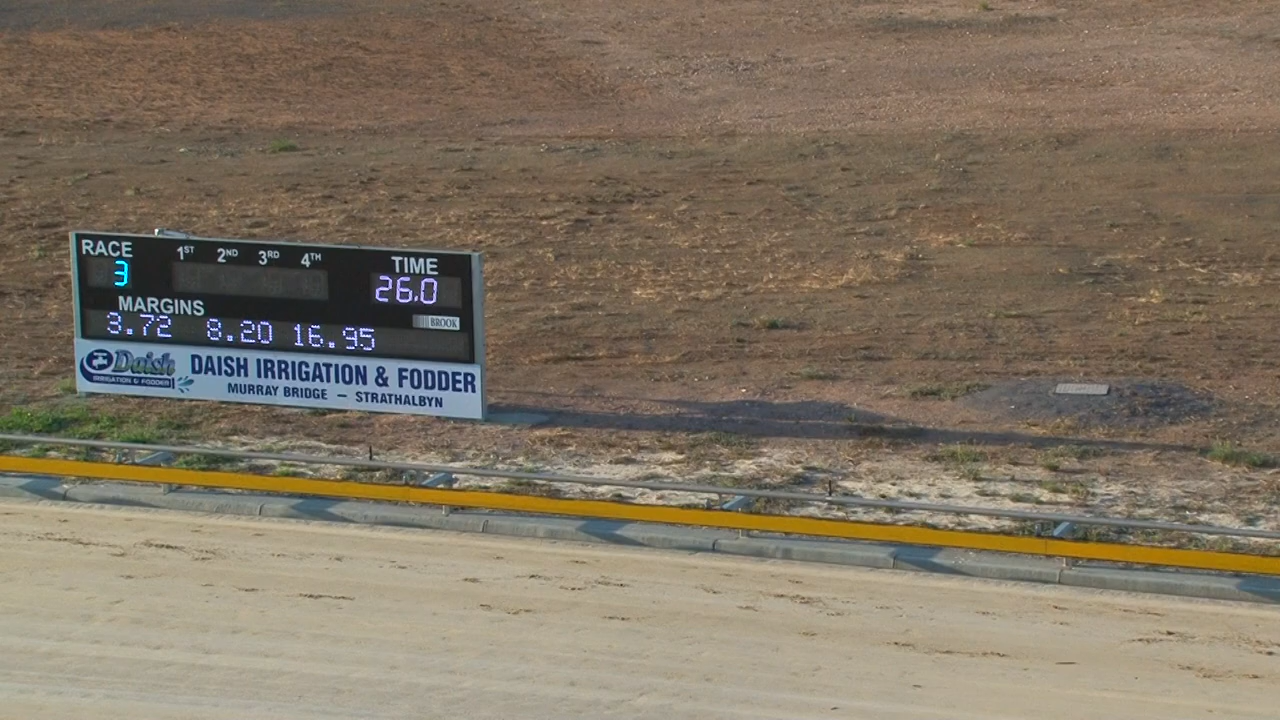 RACE 1ST 2ND 3RD 4TH TIME
3 26.0
MARGINS BROOK
3.72 8.20 16.95
Daish DAISH IRRIGATION & FODDER
IRRIGATION & FODDER MURRAY BRIDGE — STRATHALBYN